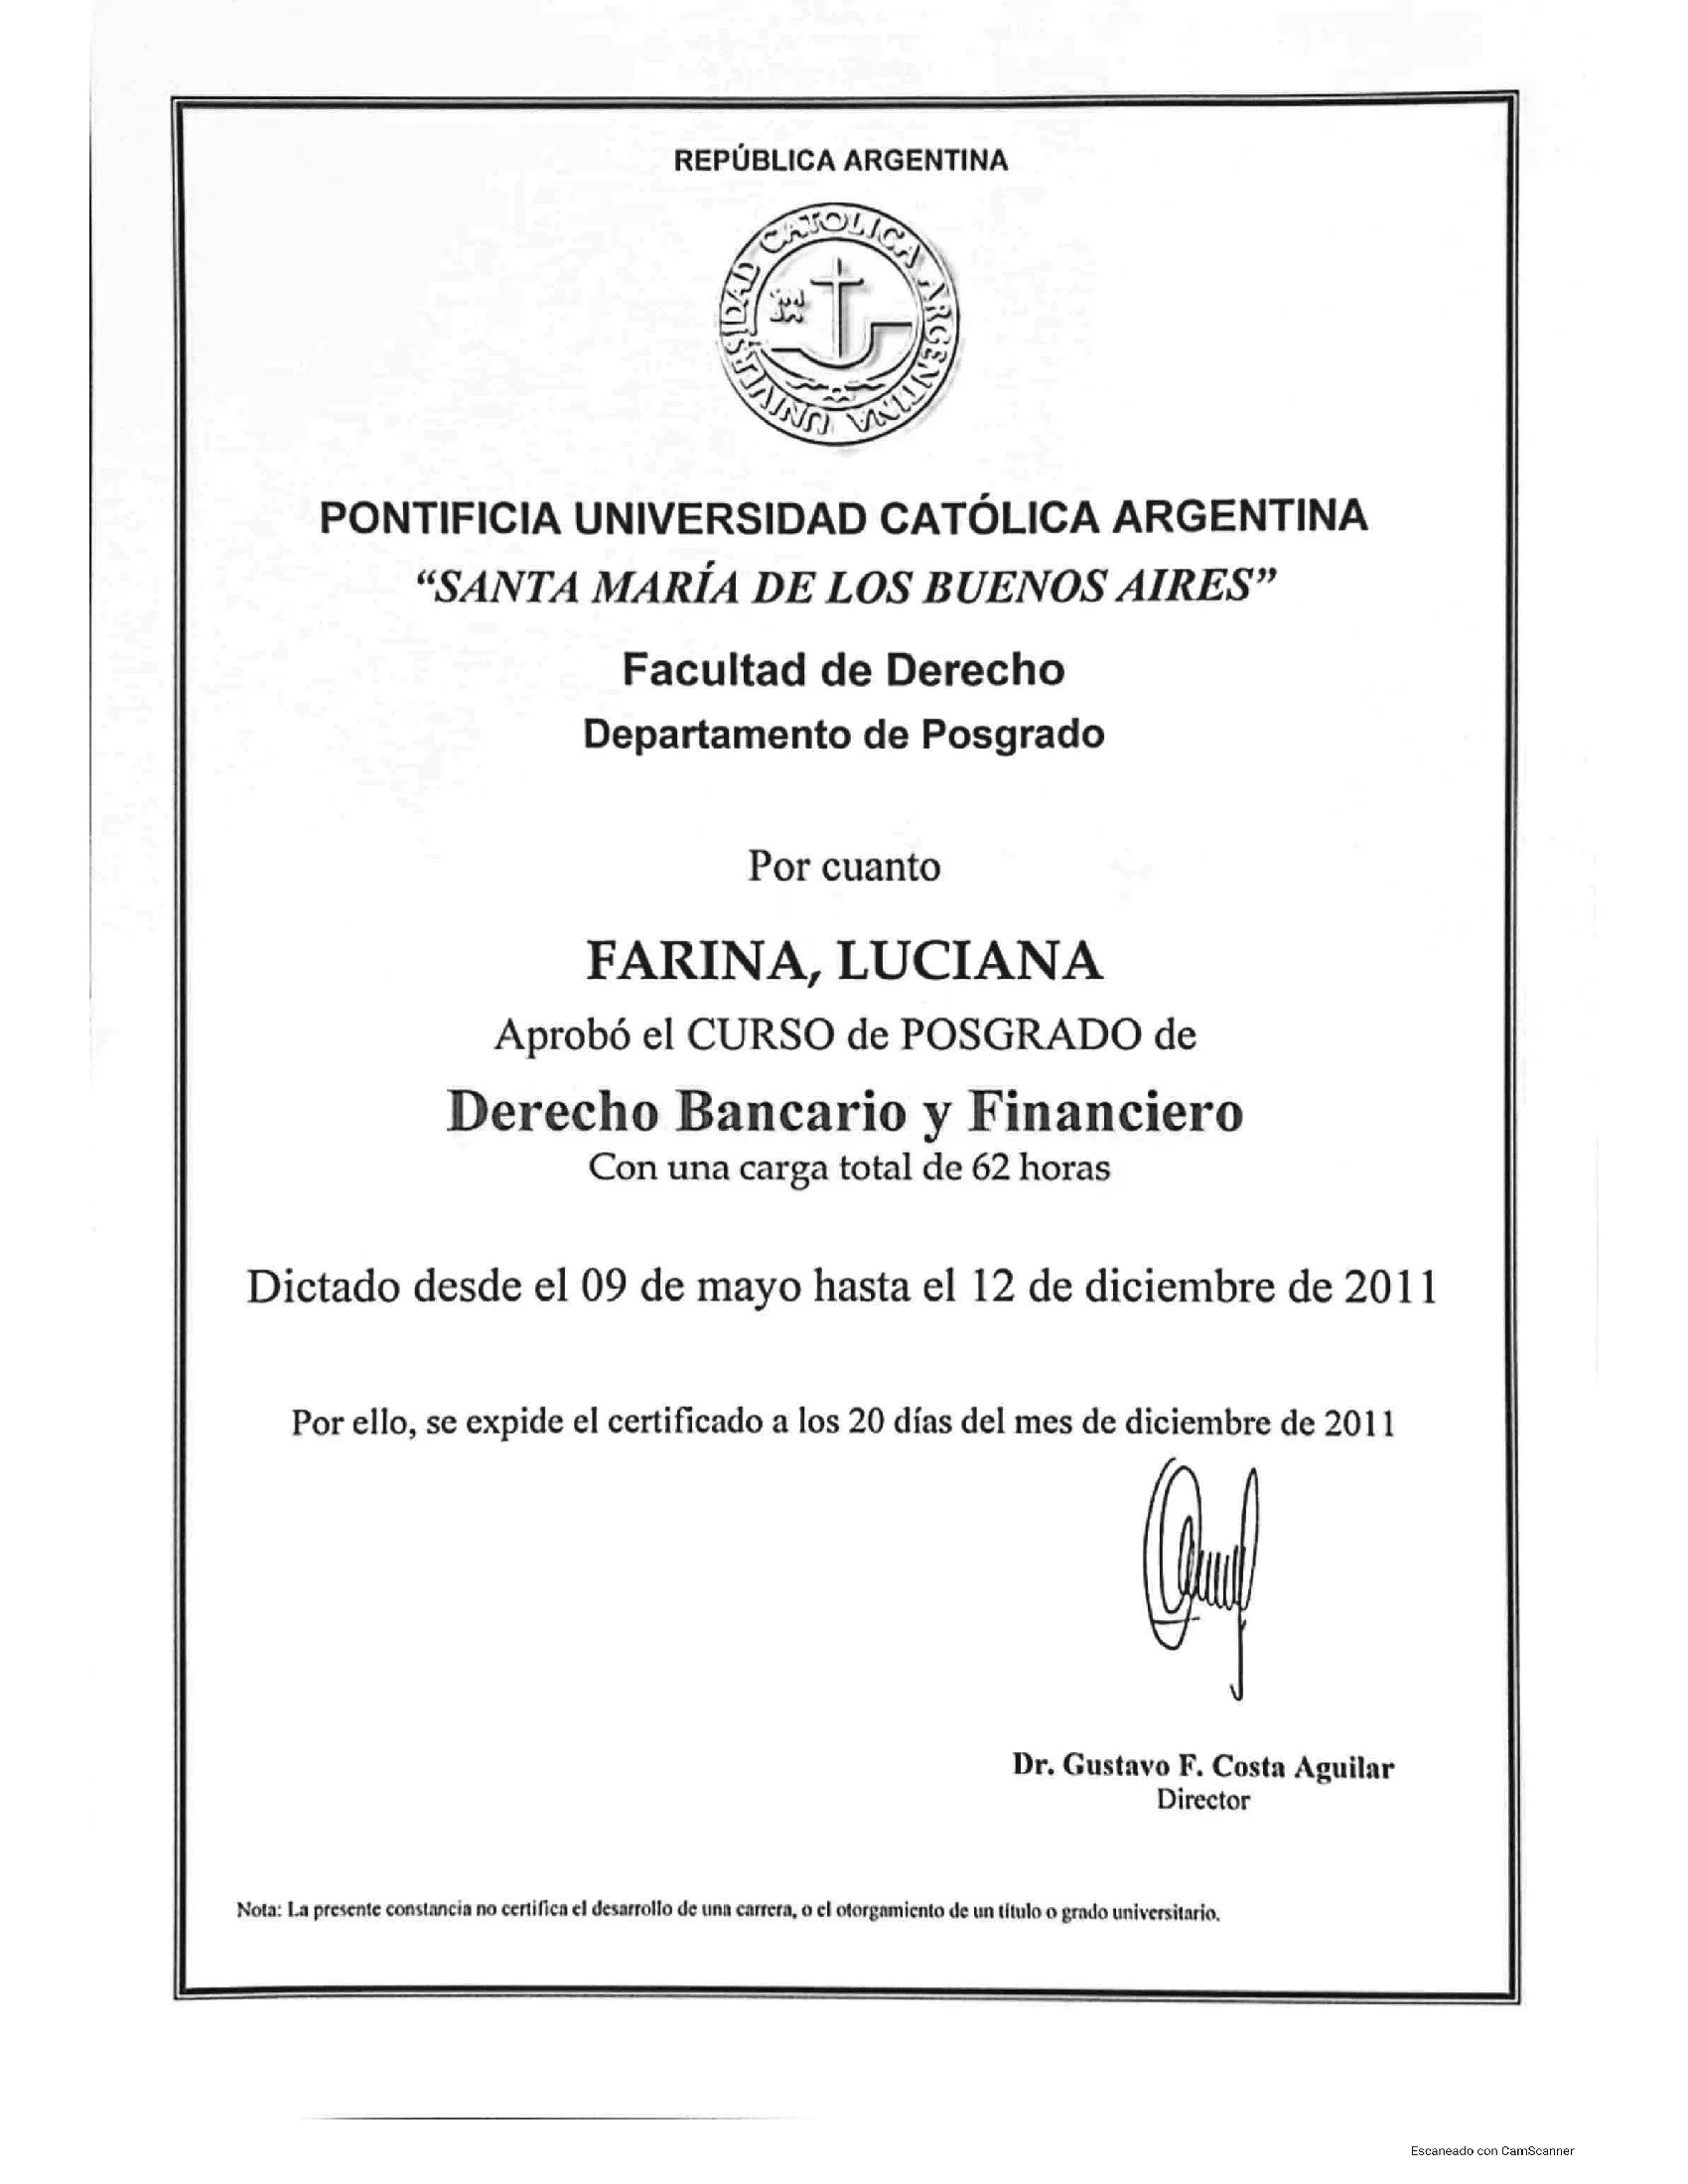 REPÚBLICA ARGENTINA
UNIVERSIDAD CATOLICA ARGENTINA
PONTIFICIA UNIVERSIDAD CATÓLICA ARGENTINA
“SANTA MARÍA DE LOS BUENOS AIRES”
Facultad de Derecho
Departamento de Posgrado
Por cuanto
FARINA, LUCIANA
Aprobó el CURSO de POSGRADO de
Derecho Bancario y Financiero
Con una carga total de 62 horas
Dictado desde el 09 de mayo hasta el 12 de diciembre de 2011
Por ello, se expide el certificado a los 20 días del mes de diciembre de 2011
Dr. Gustavo F. Costa Aguilar
Director
Nota: La presente constancia no certifica el desarrollo de una carrera, o el otorgamiento de un título o grado universitario.
Escaneado con CamScanner